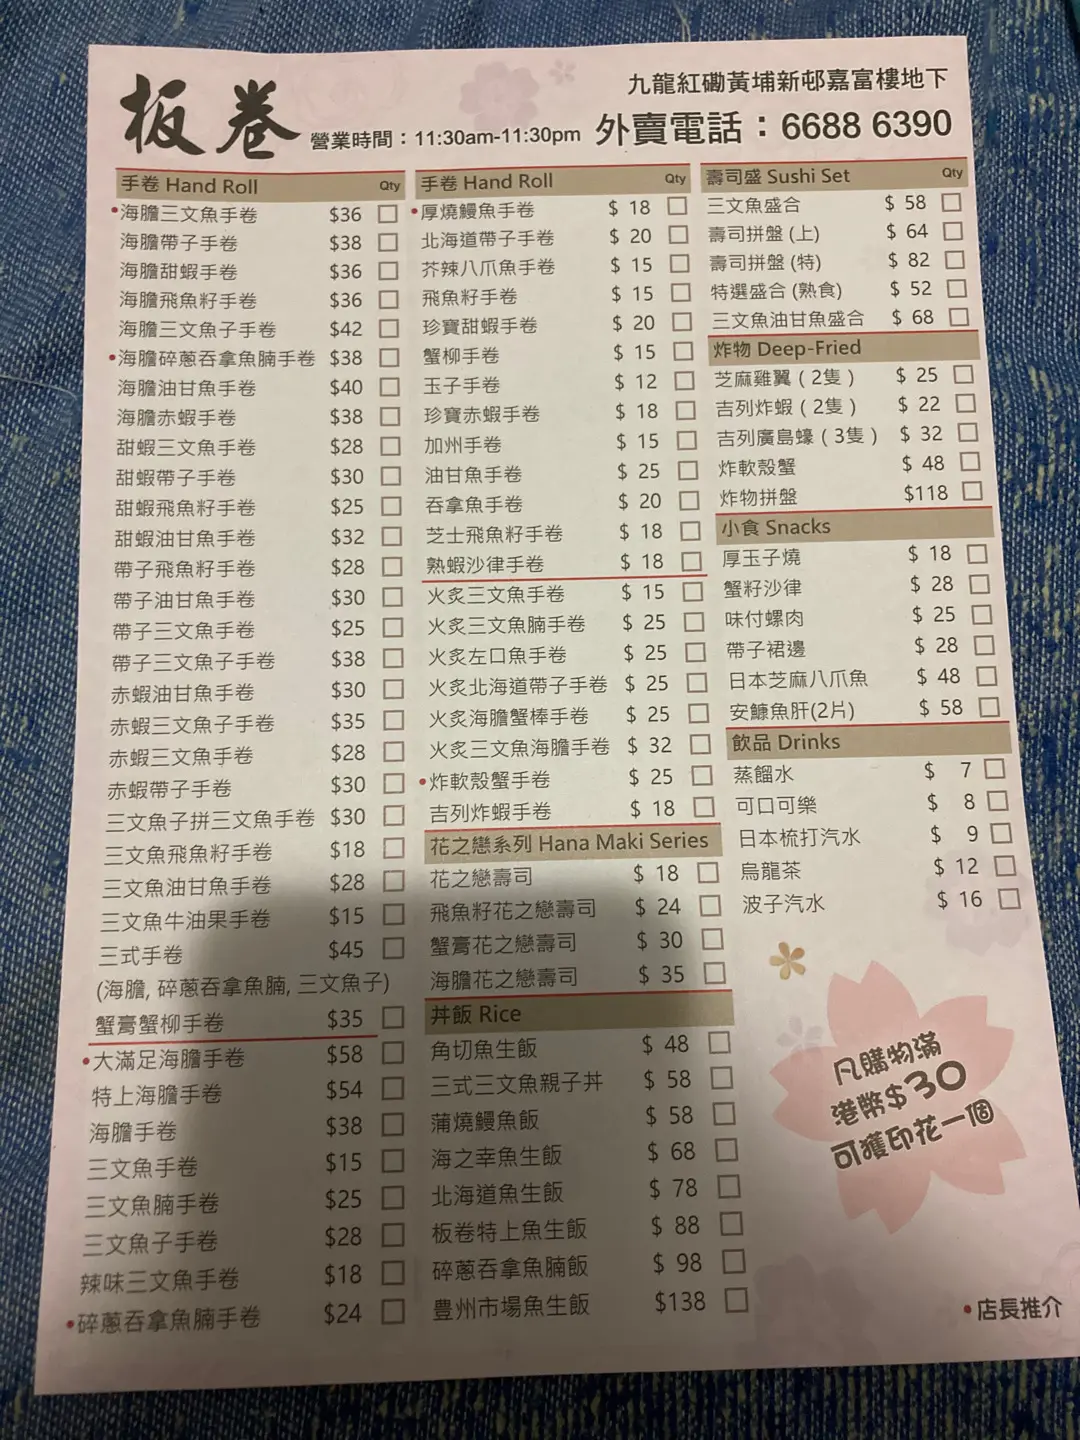 板卷
九龍紅磡黃埔新邨嘉富樓地下
營業時間：11:30am-11:30pm 外賣電話：6688 6390
手卷 Hand Roll Qty
•海膽三文魚手卷 $36
海膽帶子手卷 $38
海膽甜蝦手卷 $36
海膽飛魚籽手卷 $36
海膽三文魚子手卷 $42
•海膽碎蔥吞拿魚腩手卷 $38
海膽油甘魚手卷 $40
海膽赤蝦手卷 $38
甜蝦三文魚手卷 $28
甜蝦帶子手卷 $30
甜蝦飛魚籽手卷 $25
甜蝦油甘魚手卷 $32
帶子飛魚籽手卷 $28
帶子油甘魚手卷 $30
帶子三文魚手卷 $25
帶子三文魚子手卷 $38
赤蝦油甘魚手卷 $30
赤蝦三文魚子手卷 $35
赤蝦三文魚手卷 $28
赤蝦帶子手卷 $30
三文魚子拼三文魚手卷 $30
三文魚飛魚籽手卷 $18
三文魚油甘魚手卷 $28
三文魚牛油果手卷 $15
三式手卷 $45
(海膽, 碎蔥吞拿魚腩, 三文魚子)
蟹膏蟹柳手卷 $35
•大滿足海膽手卷 $58
特上海膽手卷 $54
海膽手卷 $38
三文魚手卷 $15
三文魚腩手卷 $25
三文魚子手卷 $28
辣味三文魚手卷 $18
•碎蔥吞拿魚腩手卷 $24
手卷 Hand Roll Qty
•厚燒鰻魚手卷 $ 18
北海道帶子手卷 $ 20
芥辣八爪魚手卷 $ 15
飛魚籽手卷 $ 15
珍寶甜蝦手卷 $ 20
蟹柳手卷 $ 15
玉子手卷 $ 12
珍寶赤蝦手卷 $ 18
加州手卷 $ 15
油甘魚手卷 $ 25
吞拿魚手卷 $ 20
芝士飛魚籽手卷 $ 18
熟蝦沙律手卷 $ 18
火炙三文魚手卷 $ 15
火炙三文魚腩手卷 $ 25
火炙左口魚手卷 $ 25
火炙北海道帶子手卷 $ 25
火炙海膽蟹棒手卷 $ 25
火炙三文魚海膽手卷 $ 32
•炸軟殼蟹手卷 $ 25
吉列炸蝦手卷 $ 18
花之戀系列 Hana Maki Series
花之戀壽司 $ 18
飛魚籽花之戀壽司 $ 24
蟹膏花之戀壽司 $ 30
海膽花之戀壽司 $ 35
丼飯 Rice
角切魚生飯 $ 48
三式三文魚親子丼 $ 58
蒲燒鰻魚飯 $ 58
海之幸魚生飯 $ 68
北海道魚生飯 $ 78
板卷特上魚生飯 $ 88
碎蔥吞拿魚腩飯 $ 98
豊州市場魚生飯 $138
壽司盛 Sushi Set Qty
三文魚盛合 $ 58
壽司拼盤 (上) $ 64
壽司拼盤 (特) $ 82
特選盛合 (熟食) $ 52
三文魚油甘魚盛合 $ 68
炸物 Deep-Fried
芝麻雞翼（2隻） $ 25
吉列炸蝦（2隻） $ 22
吉列廣島蠔（3隻） $ 32
炸軟殼蟹 $ 48
炸物拼盤 $118
小食 Snacks
厚玉子燒 $ 18
蟹籽沙律 $ 28
味付螺肉 $ 25
帶子裙邊 $ 28
日本芝麻八爪魚 $ 48
安鱇魚肝(2片) $ 58
飲品 Drinks
蒸餾水 $ 7
可口可樂 $ 8
日本梳打汽水 $ 9
烏龍茶 $ 12
波子汽水 $ 16
凡購物滿
港幣$30
可獲印花一個
•店長推介